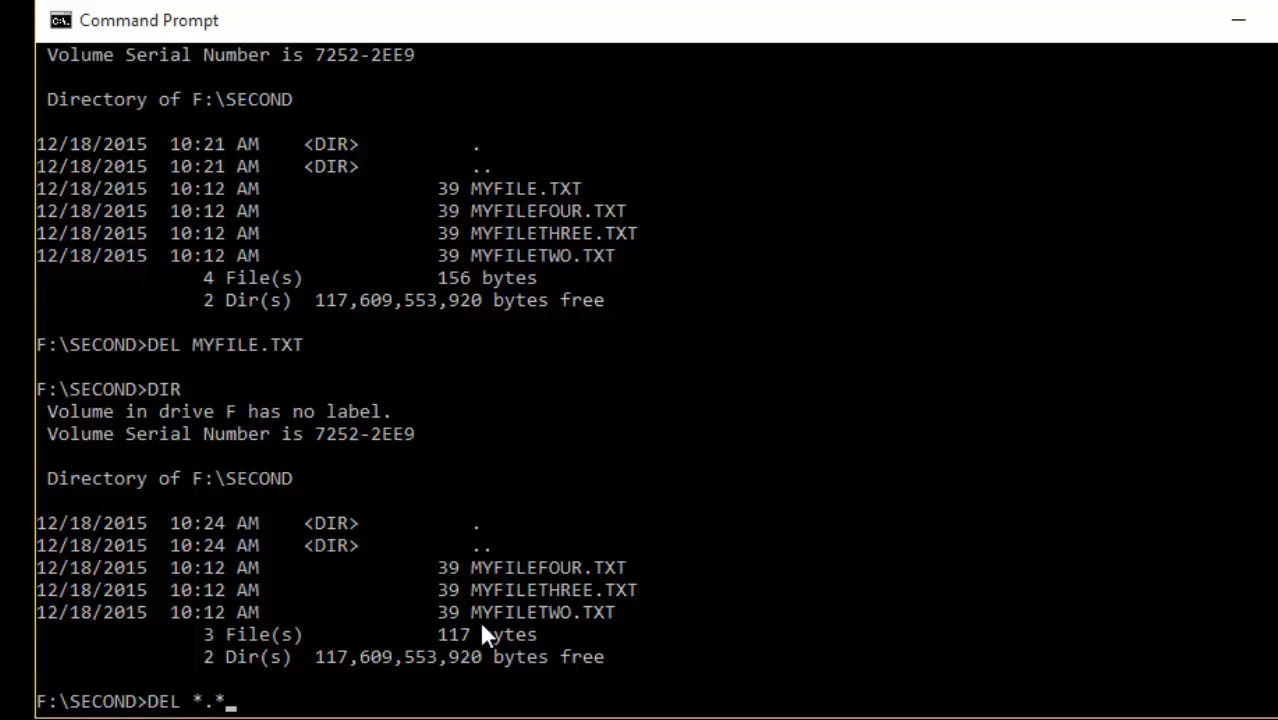 Command Prompt
Volume Serial Number is 7252-2EE9
Directory of F:\SECOND
12/18/2015  10:21 AM    <DIR>          .
12/18/2015  10:21 AM    <DIR>          ..
12/18/2015  10:12 AM                39 MYFILE.TXT
12/18/2015  10:12 AM                39 MYFILEFOUR.TXT
12/18/2015  10:12 AM                39 MYFILETHREE.TXT
12/18/2015  10:12 AM                39 MYFILETWO.TXT
4 File(s)            156 bytes
2 Dir(s)  117,609,553,920 bytes free
F:\SECOND>DEL MYFILE.TXT
F:\SECOND>DIR
Volume in drive F has no label.
Volume Serial Number is 7252-2EE9
Directory of F:\SECOND
12/18/2015  10:24 AM    <DIR>          .
12/18/2015  10:24 AM    <DIR>          ..
12/18/2015  10:12 AM                39 MYFILEFOUR.TXT
12/18/2015  10:12 AM                39 MYFILETHREE.TXT
12/18/2015  10:12 AM                39 MYFILETWO.TXT
3 File(s)            117 bytes
2 Dir(s)  117,609,553,920 bytes free
F:\SECOND>DEL *.*_